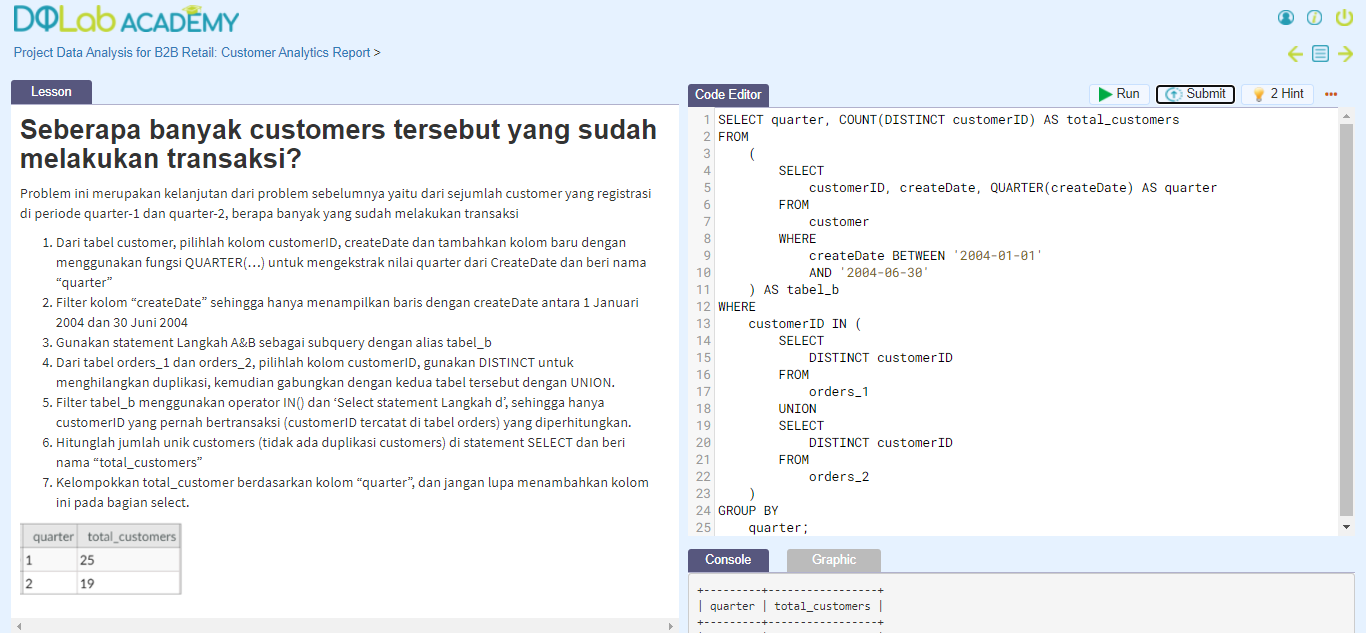 DQLab ACADEMY
Project Data Analysis for B2B Retail: Customer Analytics Report >
Lesson
Seberapa banyak customers tersebut yang sudah
melakukan transaksi?
Problem ini merupakan kelanjutan dari problem sebelumnya yaitu dari sejumlah customer yang registrasi
di periode quarter-1 dan quarter-2, berapa banyak yang sudah melakukan transaksi
1. Dari tabel customer, pilihlah kolom customerID, createDate dan tambahkan kolom baru dengan
menggunakan fungsi QUARTER(…) untuk mengekstrak nilai quarter dari CreateDate dan beri nama
“quarter”
2. Filter kolom “createDate” sehingga hanya menampilkan baris dengan createDate antara 1 Januari
2004 dan 30 Juni 2004
3. Gunakan statement Langkah A&B sebagai subquery dengan alias tabel_b
4. Dari tabel orders_1 dan orders_2, pilihlah kolom customerID, gunakan DISTINCT untuk
menghilangkan duplikasi, kemudian gabungkan dengan kedua tabel tersebut dengan UNION.
5. Filter tabel_b menggunakan operator IN() dan ‘Select statement Langkah d’, sehingga hanya
customerID yang pernah bertransaksi (customerID tercatat di tabel orders) yang diperhitungkan.
6. Hitunglah jumlah unik customers (tidak ada duplikasi customers) di statement SELECT dan beri
nama “total_customers”
7. Kelompokkan total_customer berdasarkan kolom “quarter”, dan jangan lupa menambahkan kolom
ini pada bagian select.
quarter total_customers
1 25
2 19
Code Editor
Run
Submit
2 Hint
1 SELECT quarter, COUNT(DISTINCT customerID) AS total_customers
2 FROM
3 (
4 SELECT
5 customerID, createDate, QUARTER(createDate) AS quarter
6 FROM
7 customer
8 WHERE
9 createDate BETWEEN '2004-01-01'
10 AND '2004-06-30'
11 ) AS tabel_b
12 WHERE
13 customerID IN (
14 SELECT
15 DISTINCT customerID
16 FROM
17 orders_1
18 UNION
19 SELECT
20 DISTINCT customerID
21 FROM
22 orders_2
23 )
24 GROUP BY
25 quarter;
Console
Graphic
+---------+-----------------+
| quarter | total_customers |
+---------+-----------------+